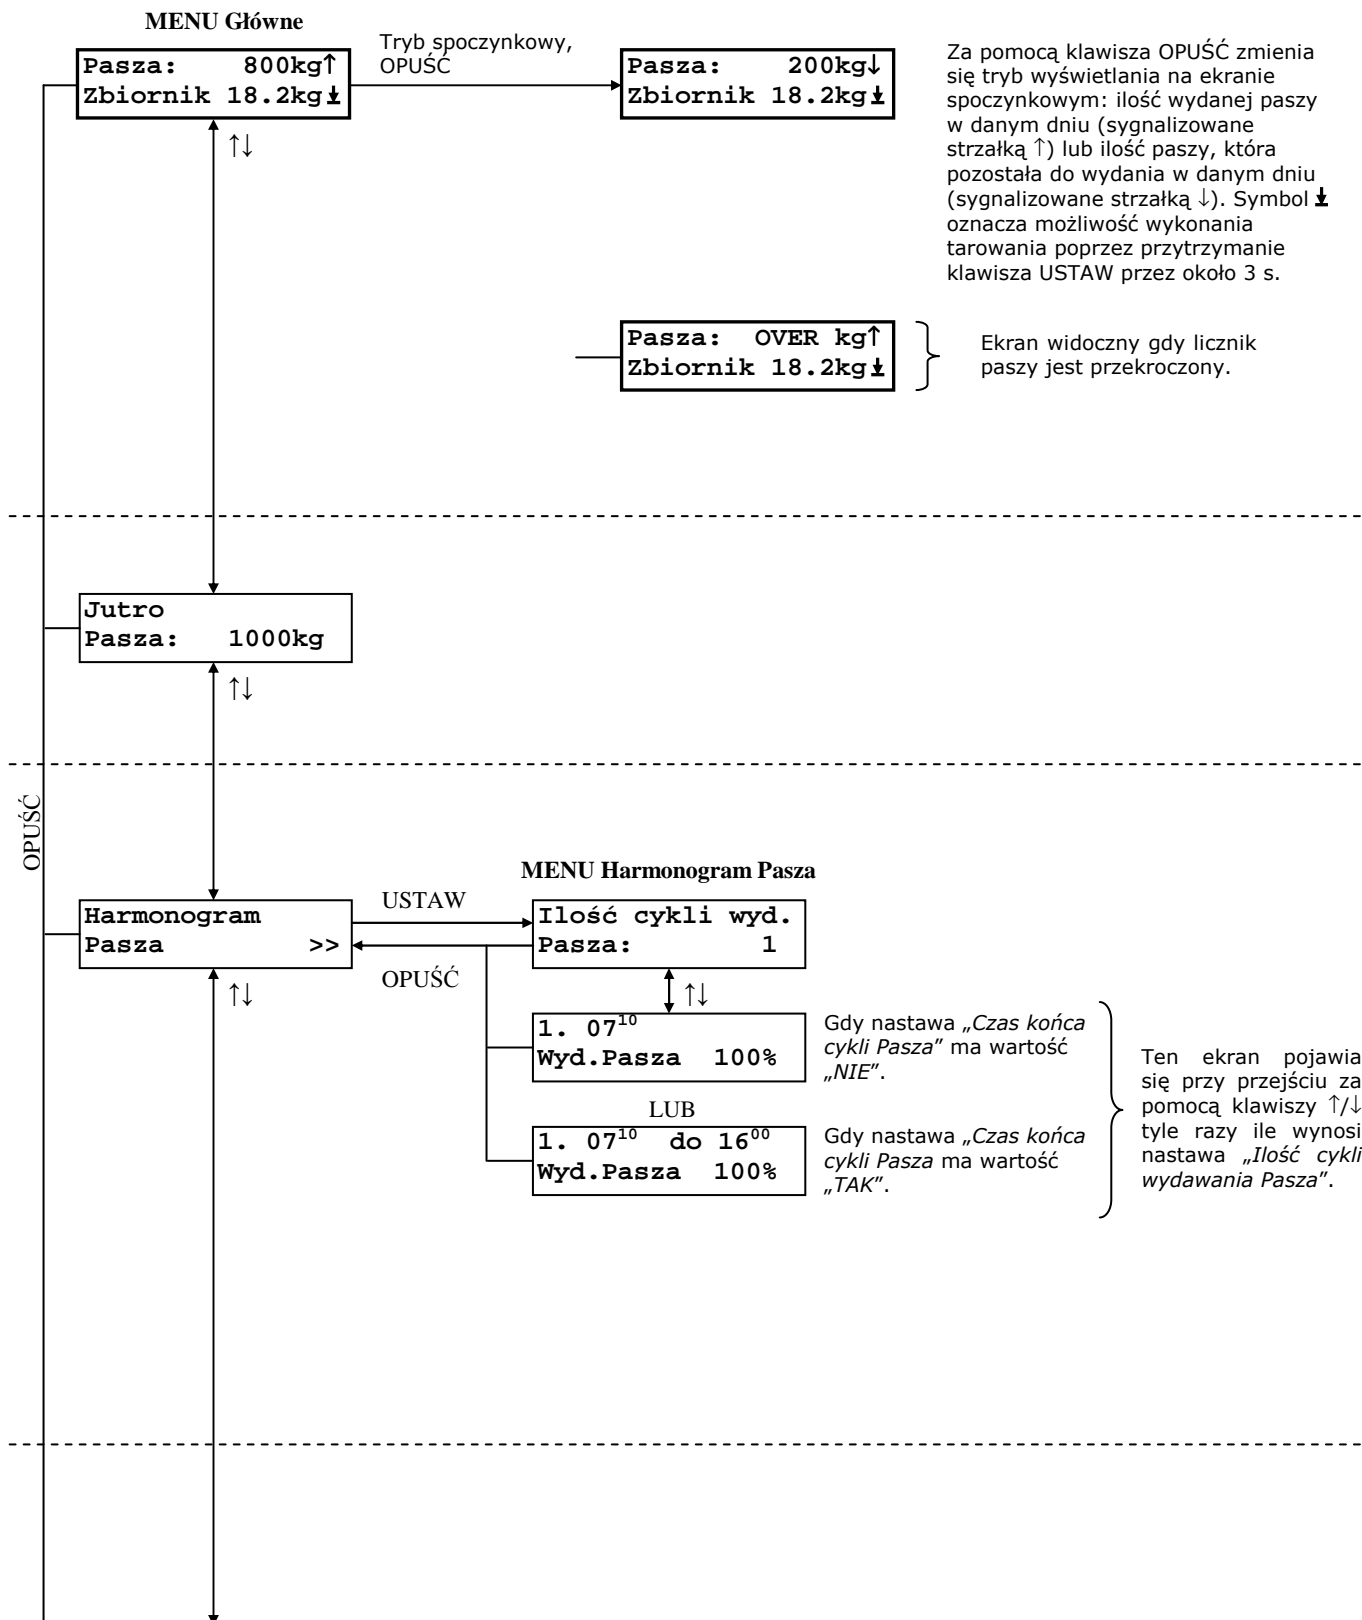 MENU Główne
Pasza: 800kg↑
Zbiornik 18.2kg↧
↑↓
Tryb spoczynkowy,
OPUŚĆ
Pasza: 200kg↓
Zbiornik 18.2kg↧
Za pomocą klawisza OPUŚĆ zmienia
się tryb wyświetlania na ekranie
spoczynkowym: ilość wydanej paszy
w danym dniu (sygnalizowane
strzałką ↑) lub ilość paszy, która
pozostała do wydania w danym dniu
(sygnalizowane strzałką ↓). Symbol ↧
oznacza możliwość wykonania
tarowania poprzez przytrzymanie
klawisza USTAW przez około 3 s.
Pasza: OVER kg↑
Zbiornik 18.2kg↧
Ekran widoczny gdy licznik
paszy jest przekroczony.
Jutro
Pasza: 1000kg
↑↓
OPUŚĆ
Harmonogram
Pasza >>
↑↓
USTAW
OPUŚĆ
MENU Harmonogram Pasza
Ilość cykli wyd.
Pasza: 1
↑↓
1. 07¹⁰
Wyd.Pasza 100%
Gdy nastawa „Czas końca
cykli Pasza” ma wartość
„NIE”.
LUB
1. 07¹⁰ do 16⁰⁰
Wyd.Pasza 100%
Gdy nastawa „Czas końca
cykli Pasza ma wartość
„TAK”.
Ten ekran pojawia
się przy przejściu za
pomocą klawiszy ↑/↓
tyle razy ile wynosi
nastawa „Ilość cykli
wydawania Pasza”.